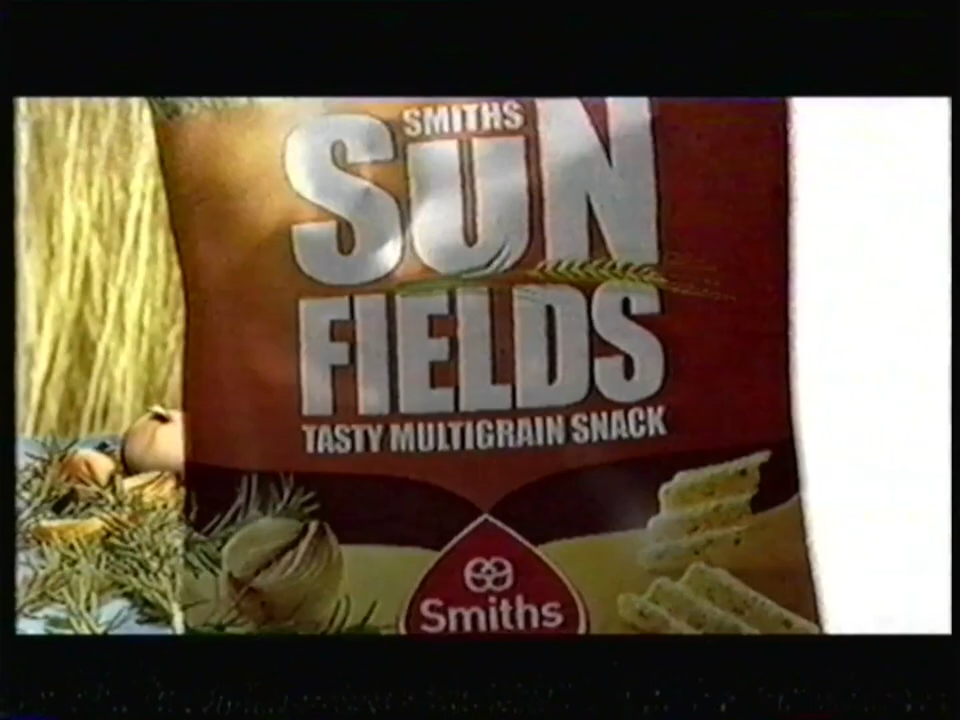 SMITHS
SUN
FIELDS
TASTY MULTIGRAIN SNACK
Smiths